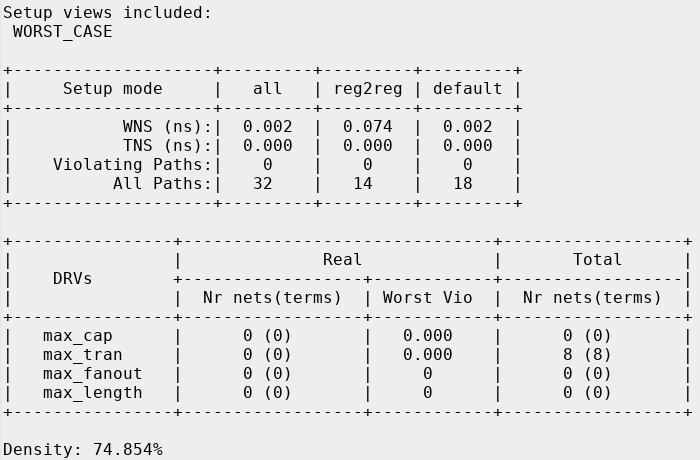 Setup views included:
 WORST_CASE

+--------------------+---------+---------+---------+
|     Setup mode     |   all   | reg2reg | default |
+--------------------+---------+---------+---------+
|           WNS (ns):|  0.002  |  0.074  |  0.002  |
|           TNS (ns):|  0.000  |  0.000  |  0.000  |
|    Violating Paths:|    0    |    0    |    0    |
|          All Paths:|   32    |   14    |   18    |
+--------------------+---------+---------+---------+

+----------------+-------------------------------+------------------+
|                |              Real             |       Total      |
|    DRVs        +------------------+------------+------------------|
|                |  Nr nets(terms)  | Worst Vio  |  Nr nets(terms)  |
+----------------+------------------+------------+------------------+
|   max_cap      |      0 (0)       |   0.000    |      0 (0)       |
|   max_tran     |      0 (0)       |   0.000    |      8 (8)       |
|   max_fanout   |      0 (0)       |     0      |      0 (0)       |
|   max_length   |      0 (0)       |     0      |      0 (0)       |
+----------------+------------------+------------+------------------+

Density: 74.854%